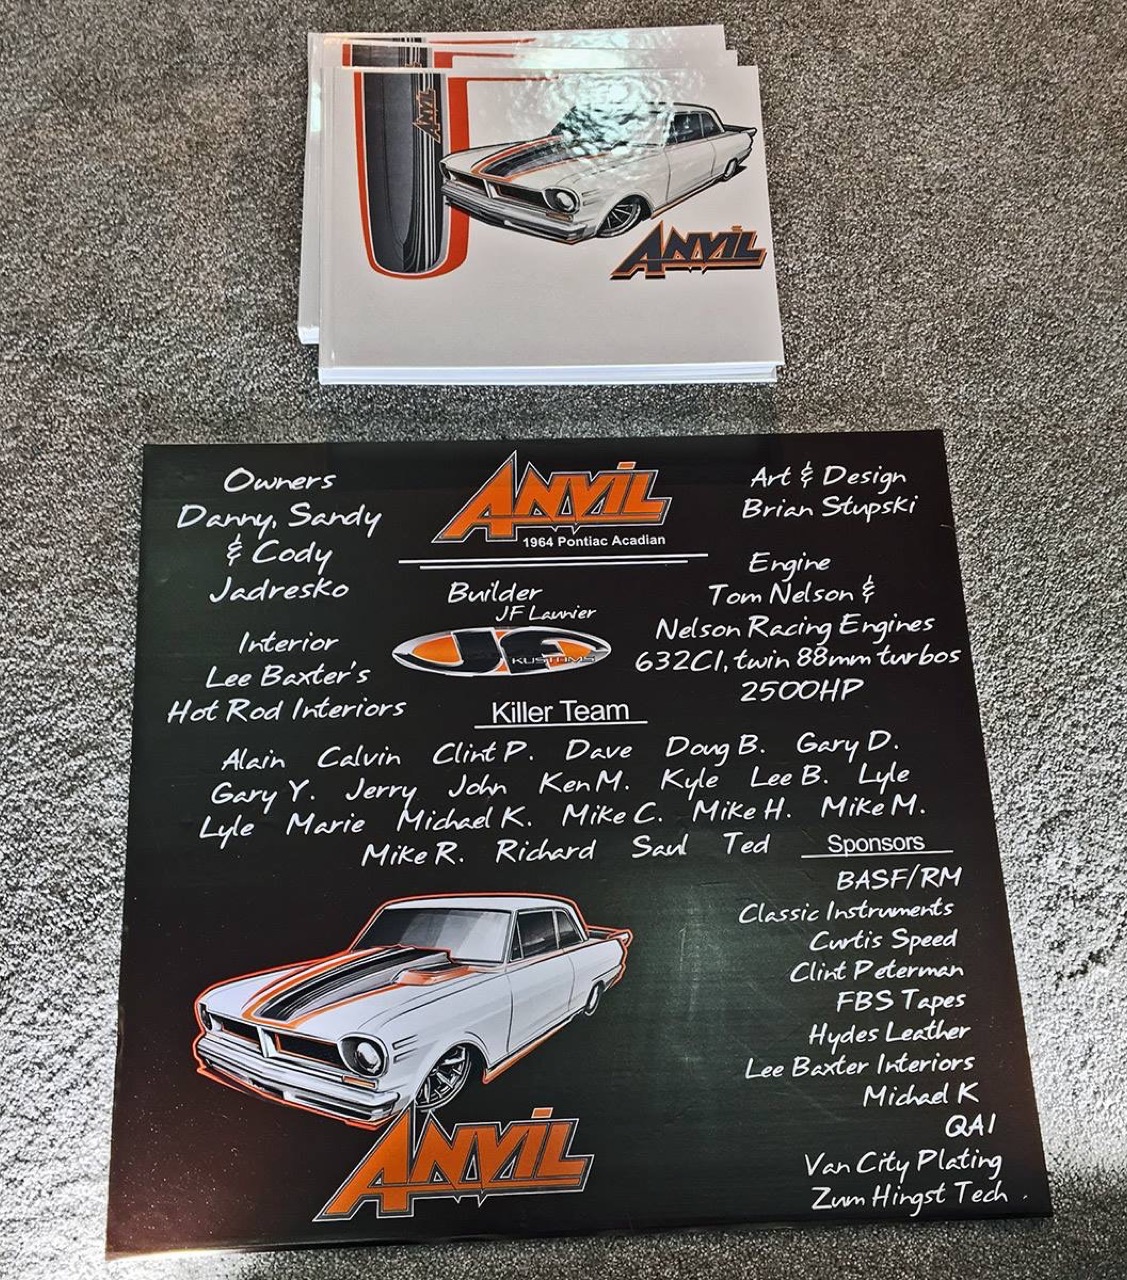 ANVIL
ANVIL
ANVIL
1964 Pontiac Acadian
Owners
Danny, Sandy
& Cody
Jadresko
Interior
Lee Baxter's
Hot Rod Interiors
Builder
JF Launier
JF
KUSTOMS
Art & Design
Brian Stupski
Engine
Tom Nelson &
Nelson Racing Engines
632CI, twin 88mm turbos
2500HP
Killer Team
Alain Calvin Clint P. Dave Doug B. Gary D.
Gary Y. Jerry John Ken M. Kyle Lee B. Lyle
Lyle Marie Michael K. Mike C. Mike H. Mike M.
Mike R. Richard Saul Ted
Sponsors
BASF/RM
Classic Instruments
Curtis Speed
Clint Peterman
FBS Tapes
Hydes Leather
Lee Baxter Interiors
Michael K
QAI
Van City Plating
Zum Hingst Tech .
ANVIL